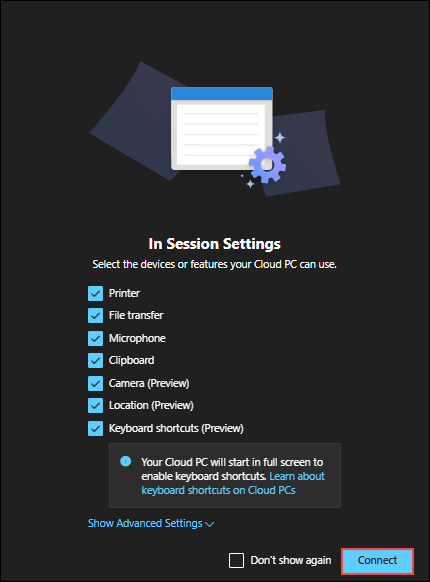 In Session Settings
Select the devices or features your Cloud PC can use.
Printer
File transfer
Microphone
Clipboard
Camera (Preview)
Location (Preview)
Keyboard shortcuts (Preview)
Your Cloud PC will start in full screen to
enable keyboard shortcuts. Learn about
keyboard shortcuts on Cloud PCs
Show Advanced Settings
Don't show again
Connect